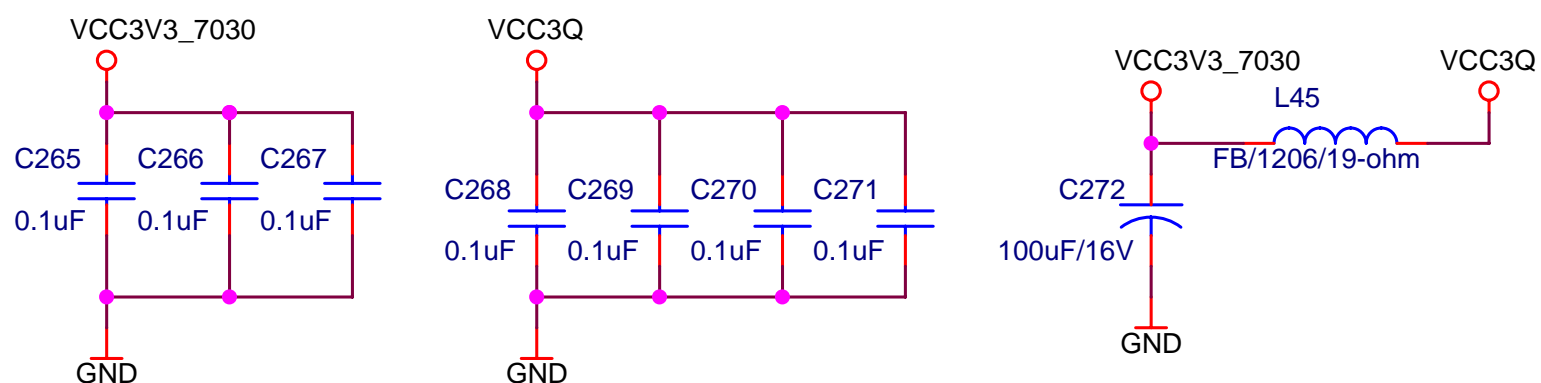 VCC3V3_7030
C265
C266
C267
0.1uF
0.1uF
0.1uF
GND
VCC3Q
C268
C269
C270
C271
0.1uF
0.1uF
0.1uF
0.1uF
GND
VCC3V3_7030
VCC3Q
L45
FB/1206/19-ohm
C272
100uF/16V
GND